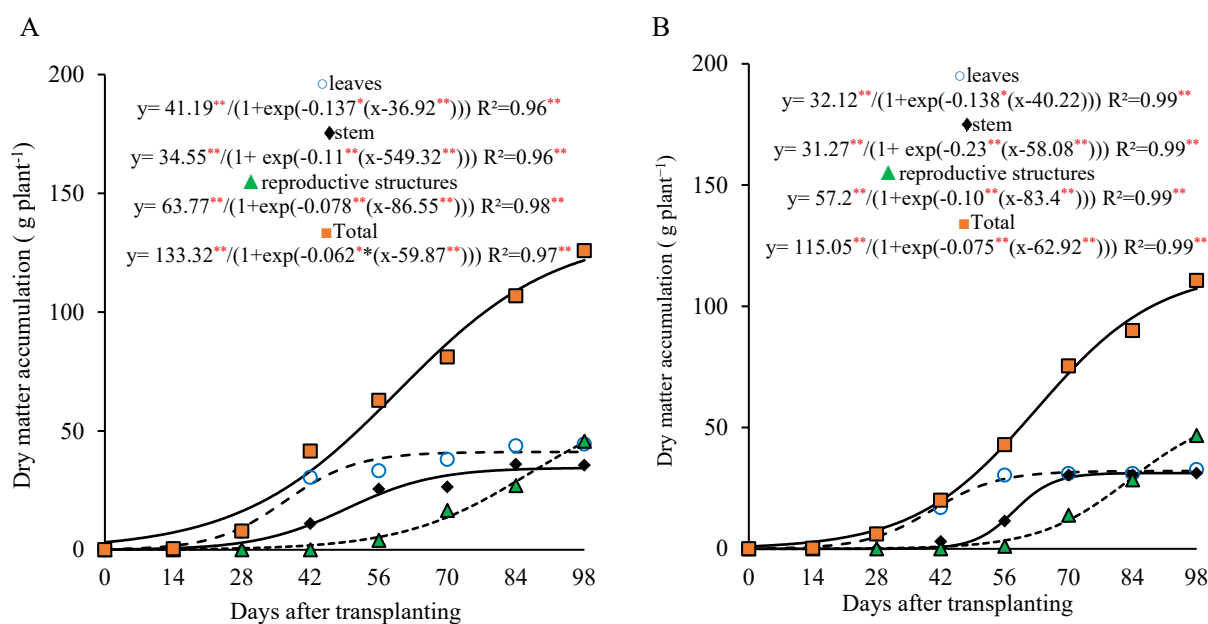 A
200
150
100
50
0
Dry matter accumulation ( g plant⁻¹)
○leaves
y= 41.19**/(1+exp(-0.137*(x-36.92**))) R²=0.96**
◆stem
y= 34.55**/(1+ exp(-0.11**(x-549.32**))) R²=0.96**
▲ reproductive structures
y= 63.77**/(1+exp(-0.078**(x-86.55**))) R²=0.98**
■Total
y= 133.32**/(1+exp(-0.062**(x-59.87**))) R²=0.97**
0 14 28 42 56 70 84 98
Days after transplanting
B
200
150
100
50
0
Dry matter accumulation ( g plant⁻¹)
○leaves
y= 32.12**/(1+exp(-0.138*(x-40.22))) R²=0.99**
◆stem
y= 31.27**/(1+exp(-0.23**(x-58.08**))) R²=0.99**
▲ reproductive structures
y= 57.2**/(1+exp(-0.10**(x-83.4**))) R²=0.99**
■Total
y= 115.05**/(1+exp(-0.075**(x-62.92**))) R²=0.99**
0 14 28 42 56 70 84 98
Days after transplanting